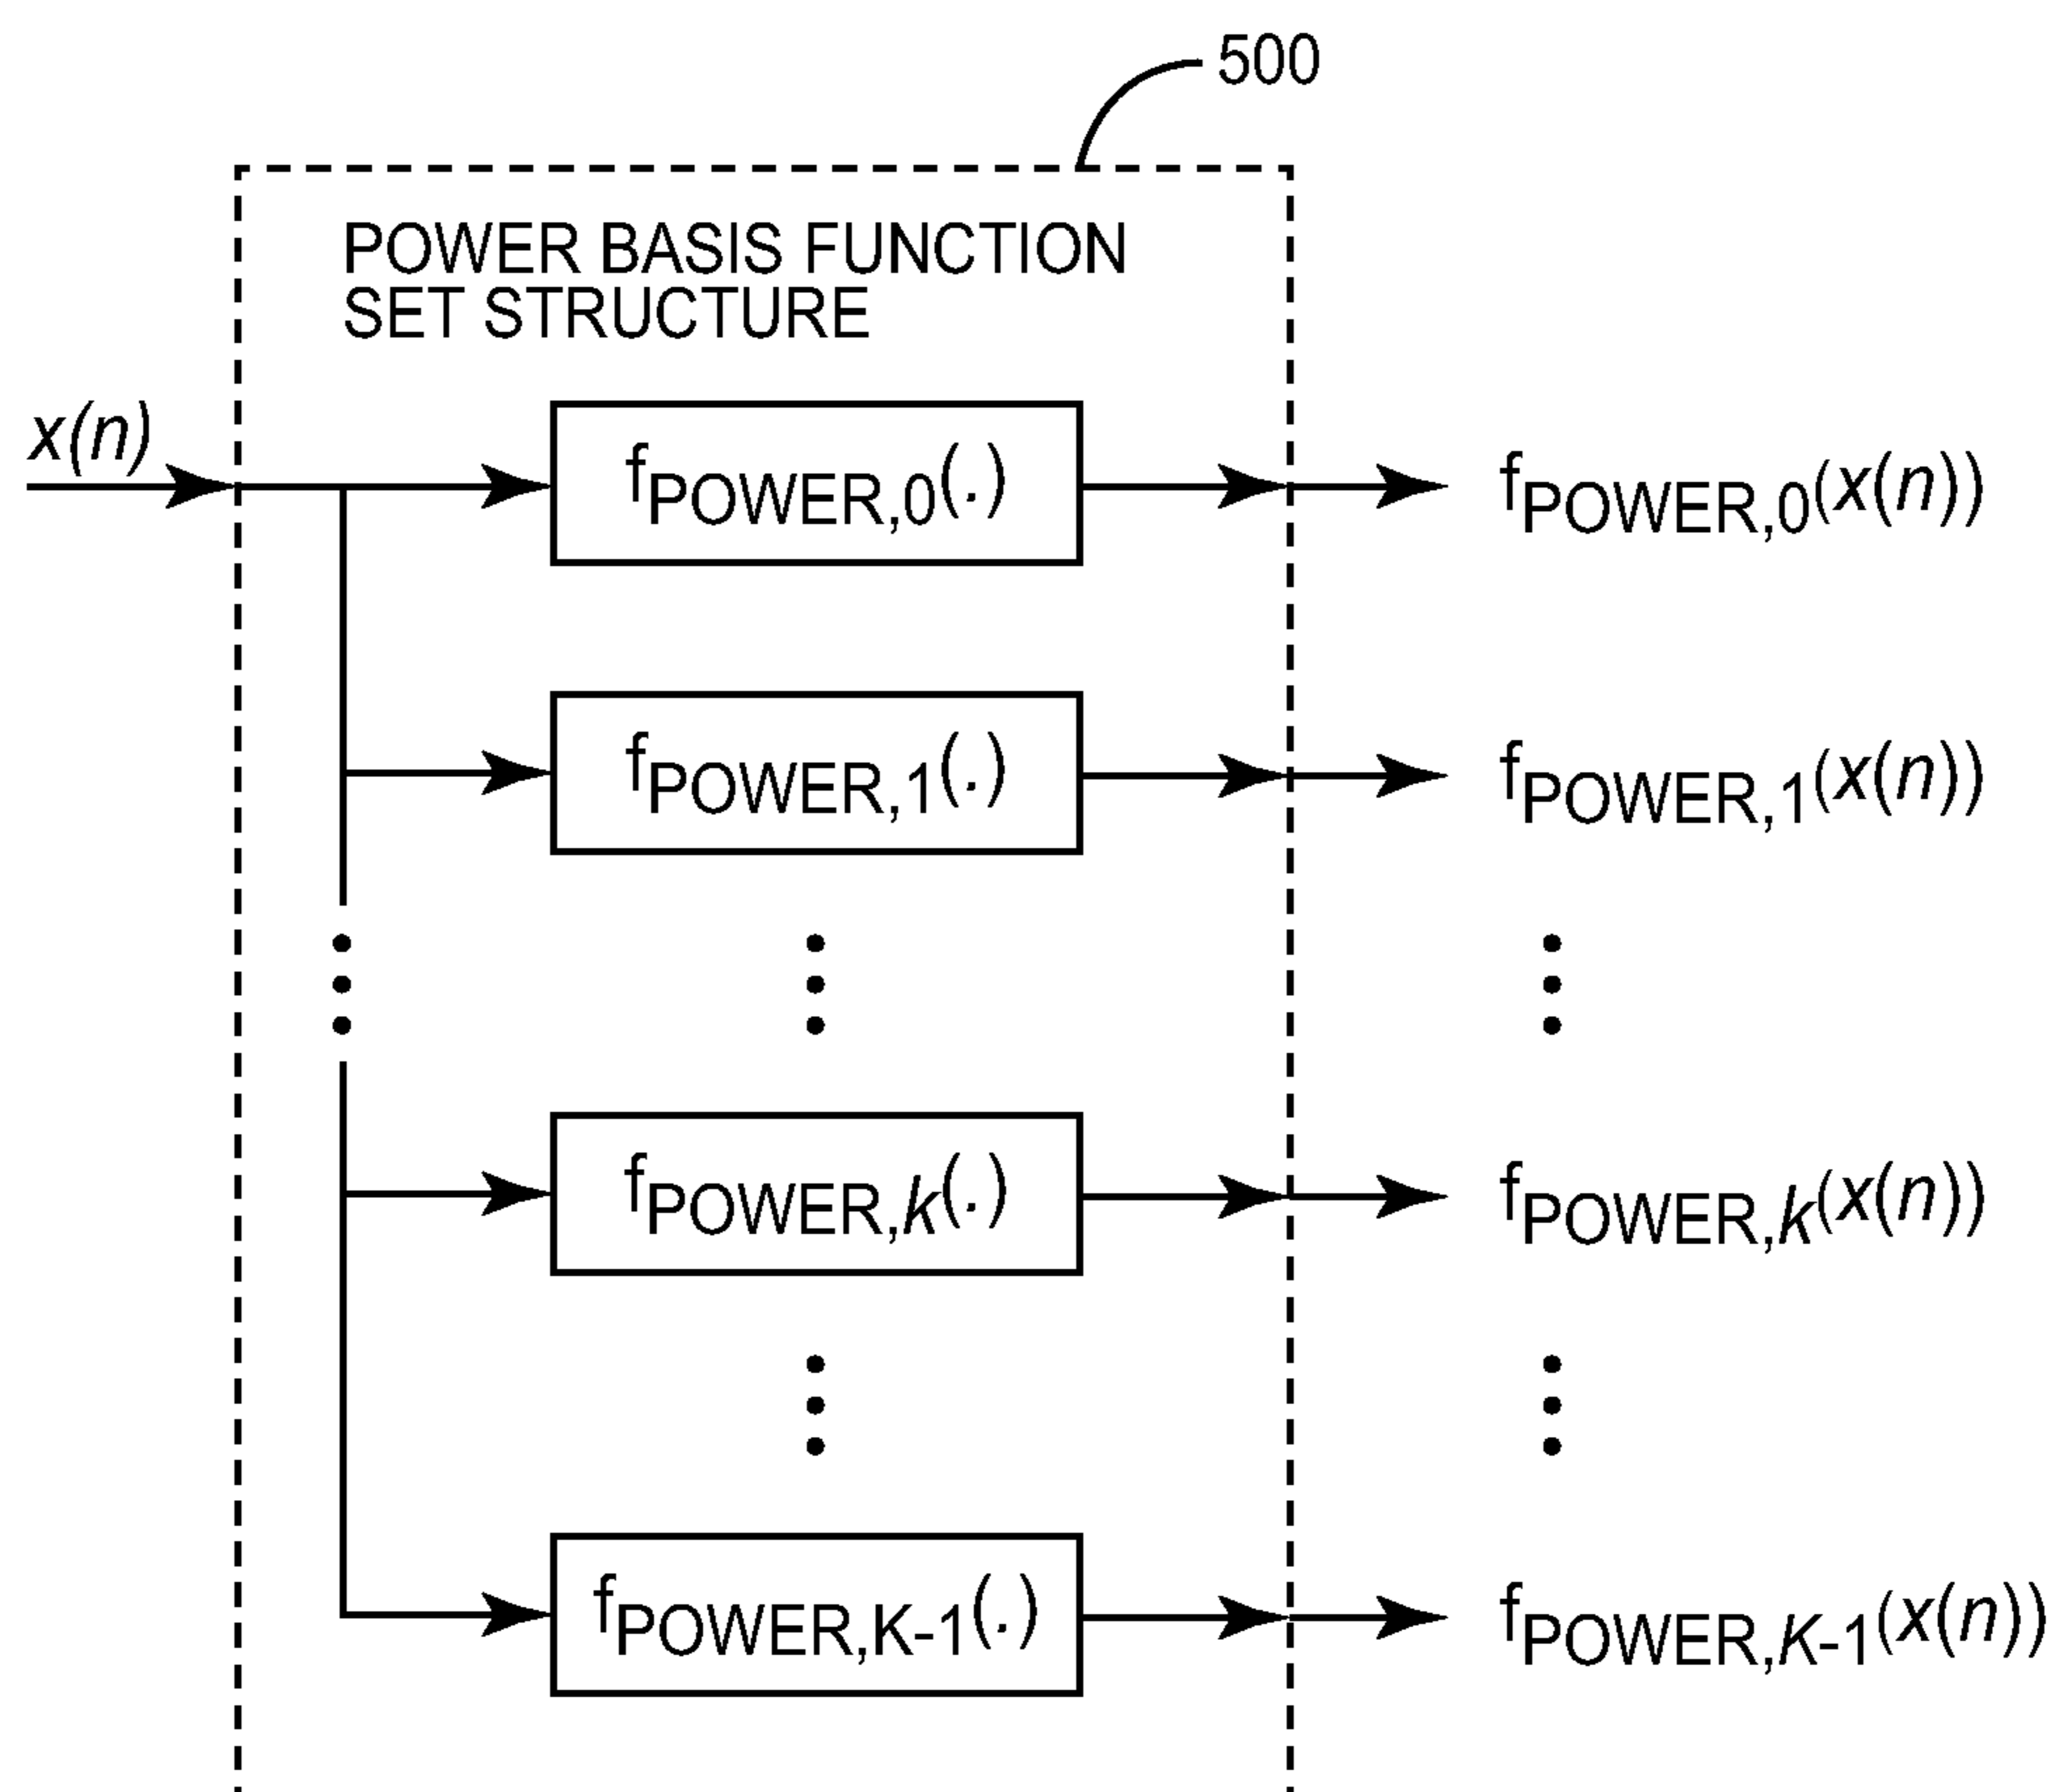 500
POWER BASIS FUNCTION
SET STRUCTURE
x(n)
fPOWER,0(.)
fPOWER,0(x(n))
fPOWER,1(.)
fPOWER,1(x(n))
fPOWER,k(.)
fPOWER,k(x(n))
fPOWER,K-1(.)
fPOWER,K-1(x(n))